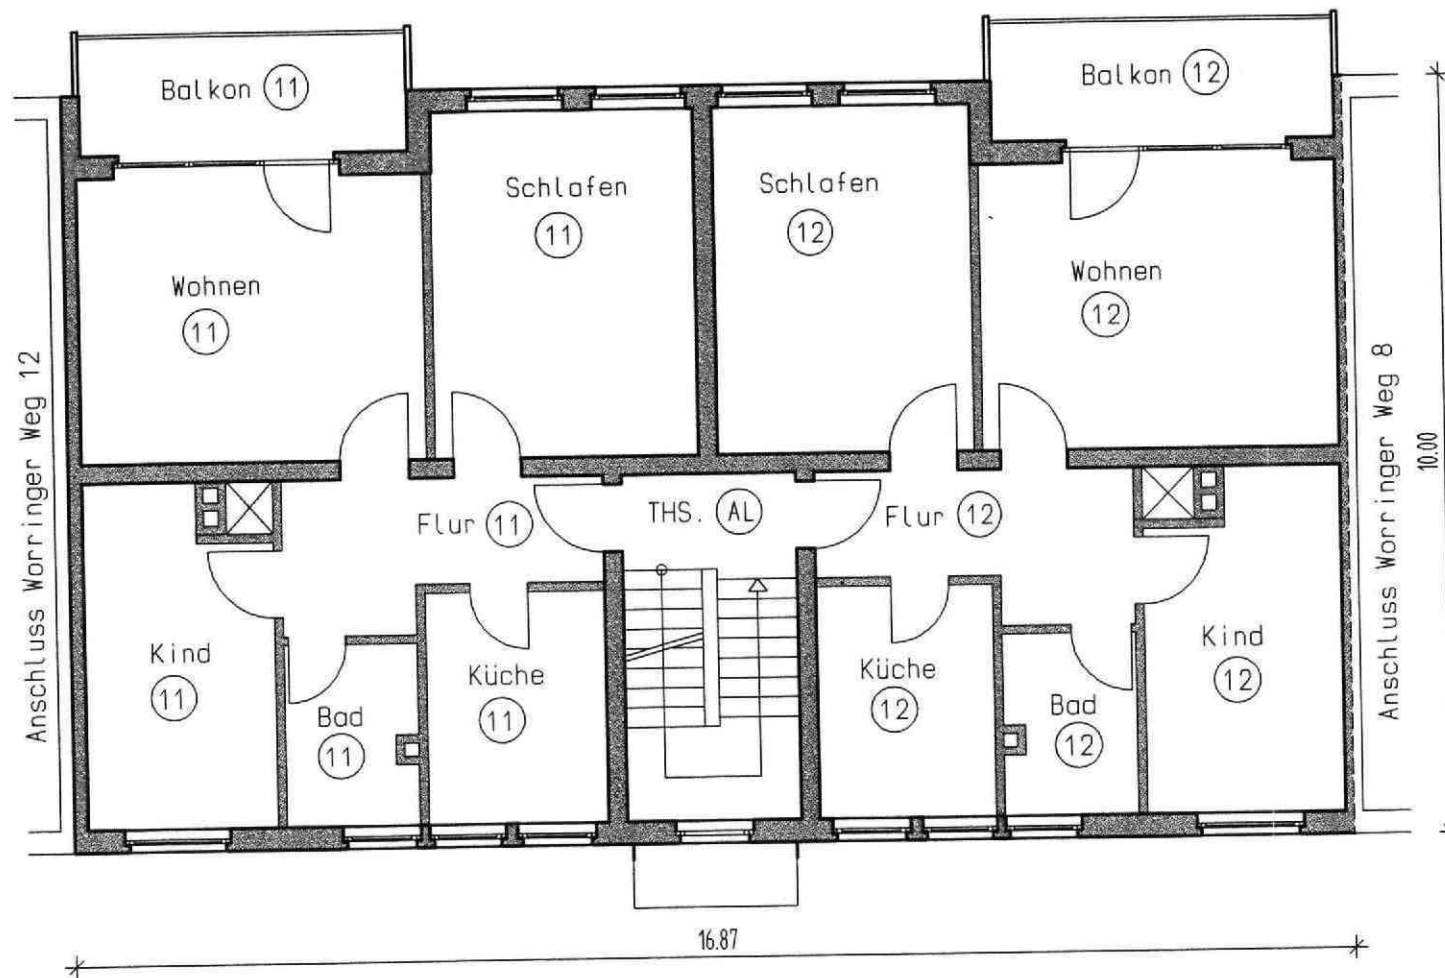 Balkon 11
Balkon 12
Schlafen
11
Schlafen
12
Wohnen
11
Wohnen
12
Anschluss Worringer Weg 12
Anschluss Worringer Weg 8
10.00
Flur 11
THS. AL
Flur 12
Kind
11
Bad
11
Küche
11
Küche
12
Bad
12
Kind
12
16.87